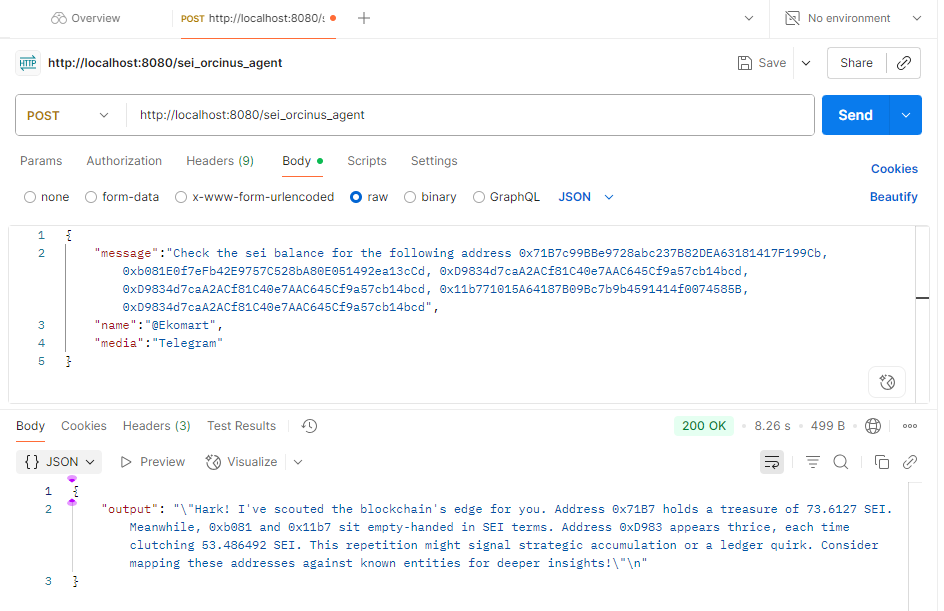 Overview
POST http://localhost:8080/s
No environment
HTTP http://localhost:8080/sei_orcinus_agent
Save
Share
POST
http://localhost:8080/sei_orcinus_agent
Send
Params Authorization Headers (9) Body Scripts Settings
Cookies
none form-data x-www-form-urlencoded raw binary GraphQL JSON
Beautify
1 {
2 "message":"Check the sei balance for the following address 0x71B7c99BBe9728abc237B82DEA63181417F199Cb,
0xb081E0f7eFb42E9757C528bA80E051492ea13cCd, 0xD9834d7caA2ACf81C40e7AAC645Cf9a57cb14bcd,
0xD9834d7caA2ACf81C40e7AAC645Cf9a57cb14bcd, 0x11b771015A64187B09Bc7b9b4591414f0074585B,
0xD9834d7caA2ACf81C40e7AAC645Cf9a57cb14bcd",
3 "name":"@Ekomart",
4 "media":"Telegram"
5 }
Body Cookies Headers (3) Test Results
200 OK • 8.26 s • 499 B •
{} JSON Preview Visualize
1 {
2 "output": "\"Hark! I've scouted the blockchain's edge for you. Address 0x71B7 holds a treasure of 73.6127 SEI.
Meanwhile, 0xb081 and 0x11b7 sit empty-handed in SEI terms. Address 0xD983 appears thrice, each time
clutching 53.486492 SEI. This repetition might signal strategic accumulation or a ledger quirk. Consider
mapping these addresses against known entities for deeper insights!\"\n"
3 }